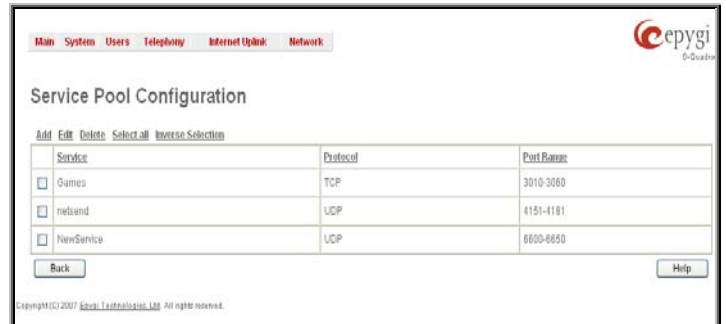 Main System Users Telephony Internet Uplink Network
epygi
Service Pool Configuration
Add Edit Delete Select all Inverse Selection
Service Protocol Port Range
Games TCP 3010-3060
netsend UDP 4151-4181
NewService UDP 6600-6650
Back Help
Copyright (C) 2007 Epygi Technologies, Ltd. All rights reserved.